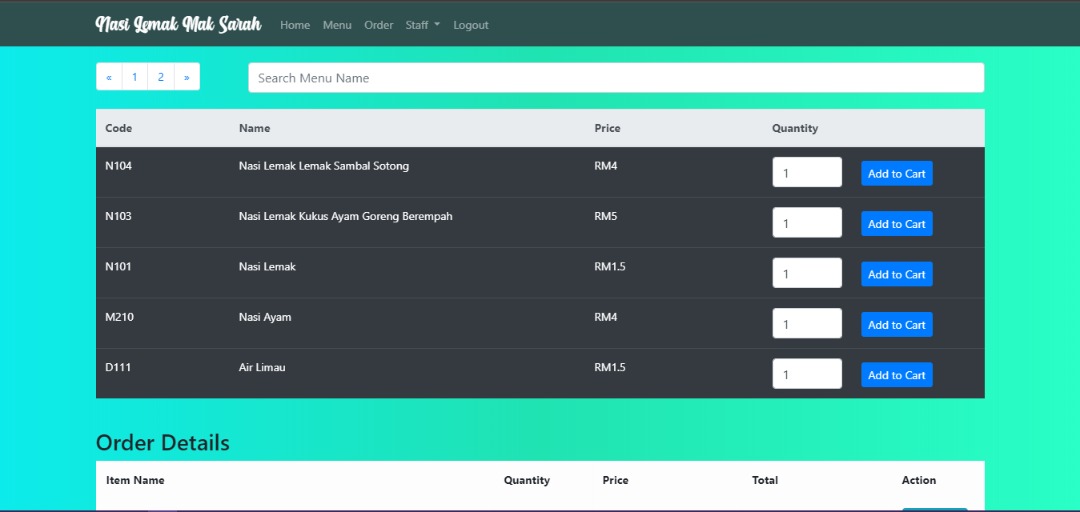 Nasi Lemak Mak Sarah Home Menu Order Staff Logout
« 1 2 » Search Menu Name
Code Name Price Quantity
N104 Nasi Lemak Lemak Sambal Sotong RM4 1 Add to Cart
N103 Nasi Lemak Kukus Ayam Goreng Berempah RM5 1 Add to Cart
N101 Nasi Lemak RM1.5 1 Add to Cart
M210 Nasi Ayam RM4 1 Add to Cart
D111 Air Limau RM1.5 1 Add to Cart
Order Details
Item Name Quantity Price Total Action